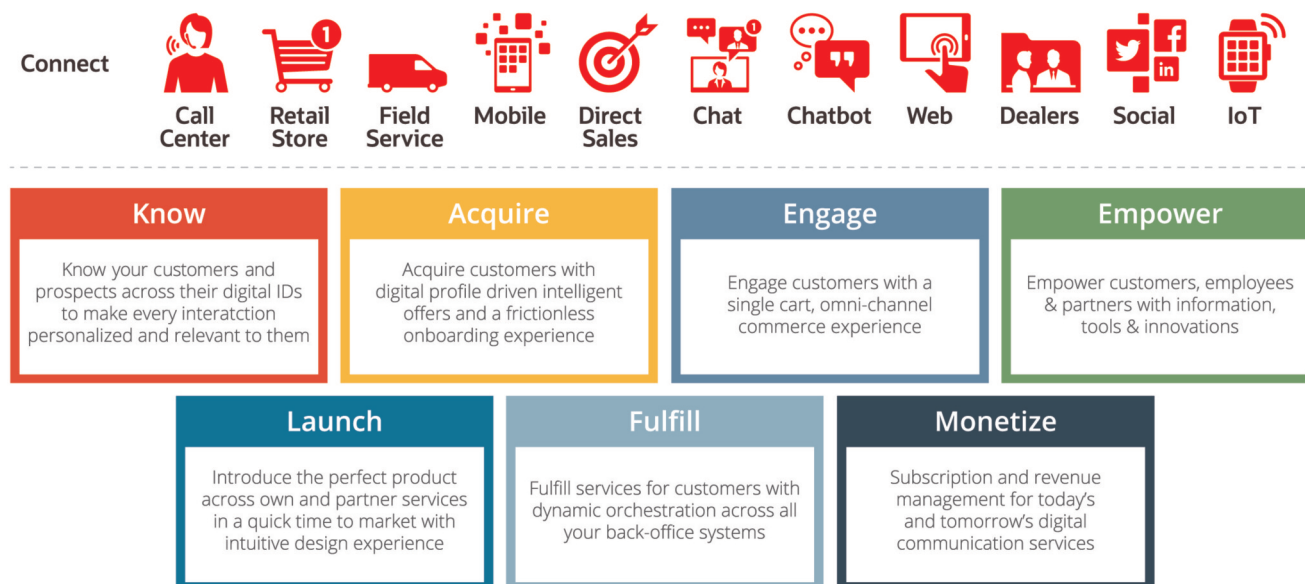 Connect
1
1
in
Call
Center
Retail
Store
Field
Service
Mobile
Direct
Sales
Chat
Chatbot
Web
Dealers
Social
IoT
Know
Know your customers and
prospects across their digital IDs
to make every interatction
personalized and relevant to them
Acquire
Acquire customers with
digital profile driven intelligent
offers and a frictionless
onboarding experience
Engage
Engage customers with a
single cart, omni-channel
commerce experience
Empower
Empower customers, employees
& partners with information,
tools & innovations
Launch
Introduce the perfect product
across own and partner services
in a quick time to market with
intuitive design experience
Fulfill
Fulfill services for customers with
dynamic orchestration across all
your back-office systems
Monetize
Subscription and revenue
management for today’s
and tomorrow’s digital
communication services